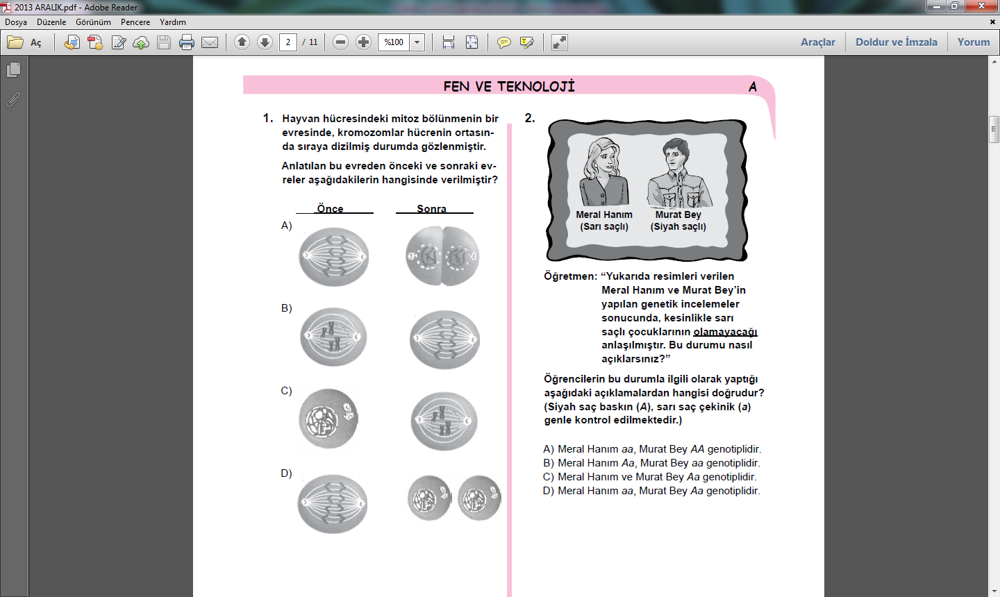 2013 ARALIK.pdf - Adobe Reader
Dosya Düzenle Görünüm Pencere Yardım
Aç
2 / 11
%100
Araçlar
Doldur ve İmzala
Yorum
FEN VE TEKNOLOJİ
A
1. Hayvan hücresindeki mitoz bölünmenin bir
evresinde, kromozomlar hücrenin ortasın-
da sıraya dizilmiş durumda gözlenmiştir.
Anlatılan bu evreden önceki ve sonraki ev-
reler aşağıdakilerin hangisinde verilmiştir?
Önce Sonra
A)
B)
C)
D)
2.
Meral Hanım
(Sarı saçlı)
Murat Bey
(Siyah saçlı)
Öğretmen: “Yukarıda resimleri verilen
Meral Hanım ve Murat Bey’in
yapılan genetik incelemeler
sonucunda, kesinlikle sarı
saçlı çocuklarının olamayacağı
anlaşılmıştır. Bu durumu nasıl
açıklarsınız?”
Öğrencilerin bu durumla ilgili olarak yaptığı
aşağıdaki açıklamalardan hangisi doğrudur?
(Siyah saç baskın (A), sarı saç çekinik (a)
genle kontrol edilmektedir.)
A) Meral Hanım aa, Murat Bey AA genotiplidir.
B) Meral Hanım Aa, Murat Bey aa genotiplidir.
C) Meral Hanım ve Murat Bey Aa genotiplidir.
D) Meral Hanım aa, Murat Bey Aa genotiplidir.